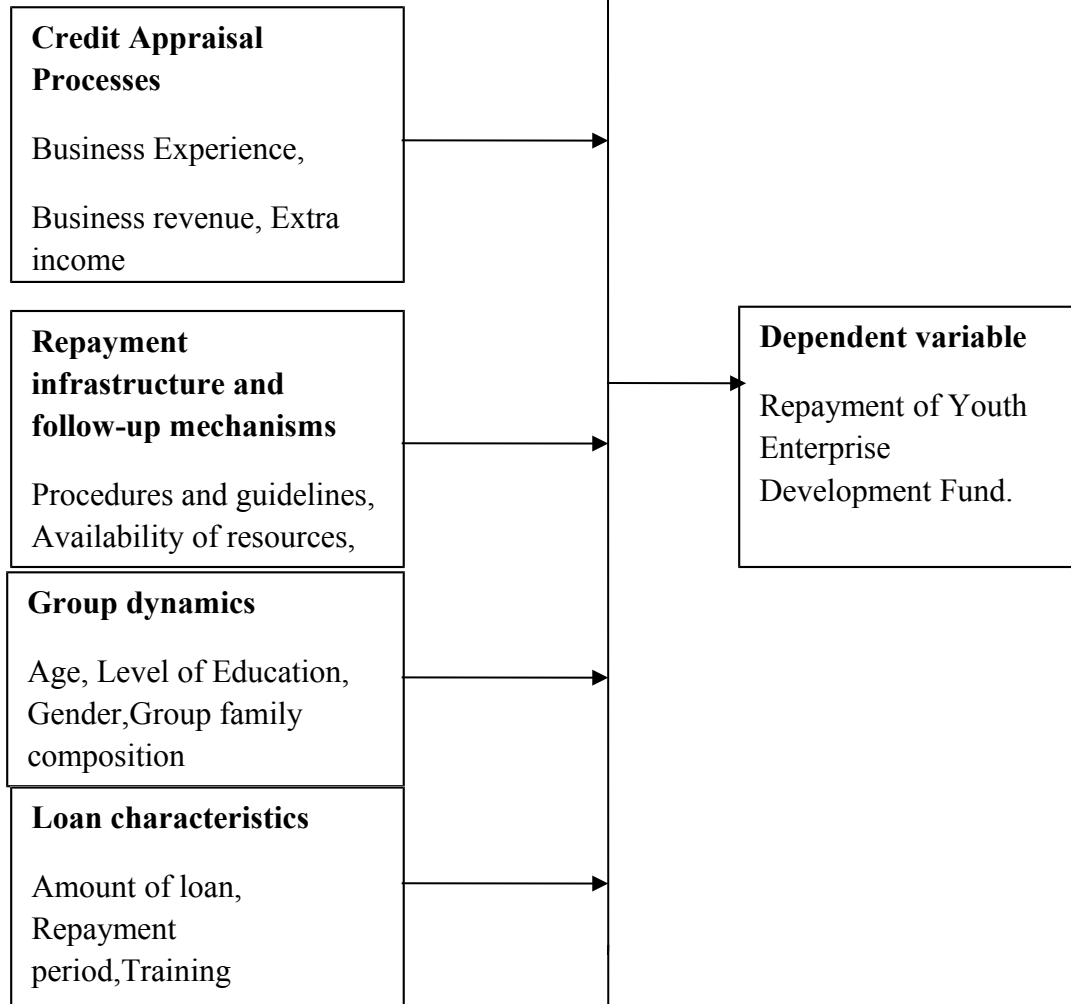 Credit Appraisal
Processes
Business Experience,
Business revenue, Extra
income
Repayment
infrastructure and
follow-up mechanisms
Procedures and guidelines,
Availability of resources,
Group dynamics
Age, Level of Education,
Gender,Group family
composition
Loan characteristics
Amount of loan,
Repayment
period,Training
Dependent variable
Repayment of Youth
Enterprise
Development Fund.